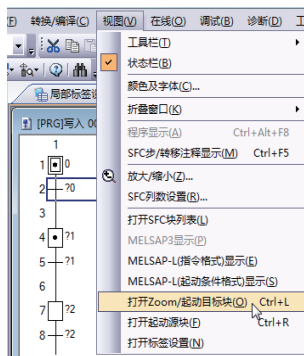 转换/编译(C) 视图(V) 在线(O) 调试(B) 诊断(D)
工具栏(T)
状态栏(B)
颜色及字体(C)...
折叠窗口(K)
程序显示(A) Ctrl+Alt+F8
SFC步/转移注释显示(M) Ctrl+F5
放大/缩小(Z)...
SFC列数设置(R)...
打开SFC块列表(L)
MELSAP3显示(P)
MELSAP-L(指令格式)显示(E)
MELSAP-L(起动条件格式)显示(S)
打开Zoom/起动目标块(O) Ctrl+L
打开起动源块(F) Ctrl+R
打开标签设置(N)
局部标签设
[PRG]写入 00
1
1 0
2 ?0
3
4 ?1
5 ?1
6
7 ?2
8 ?2